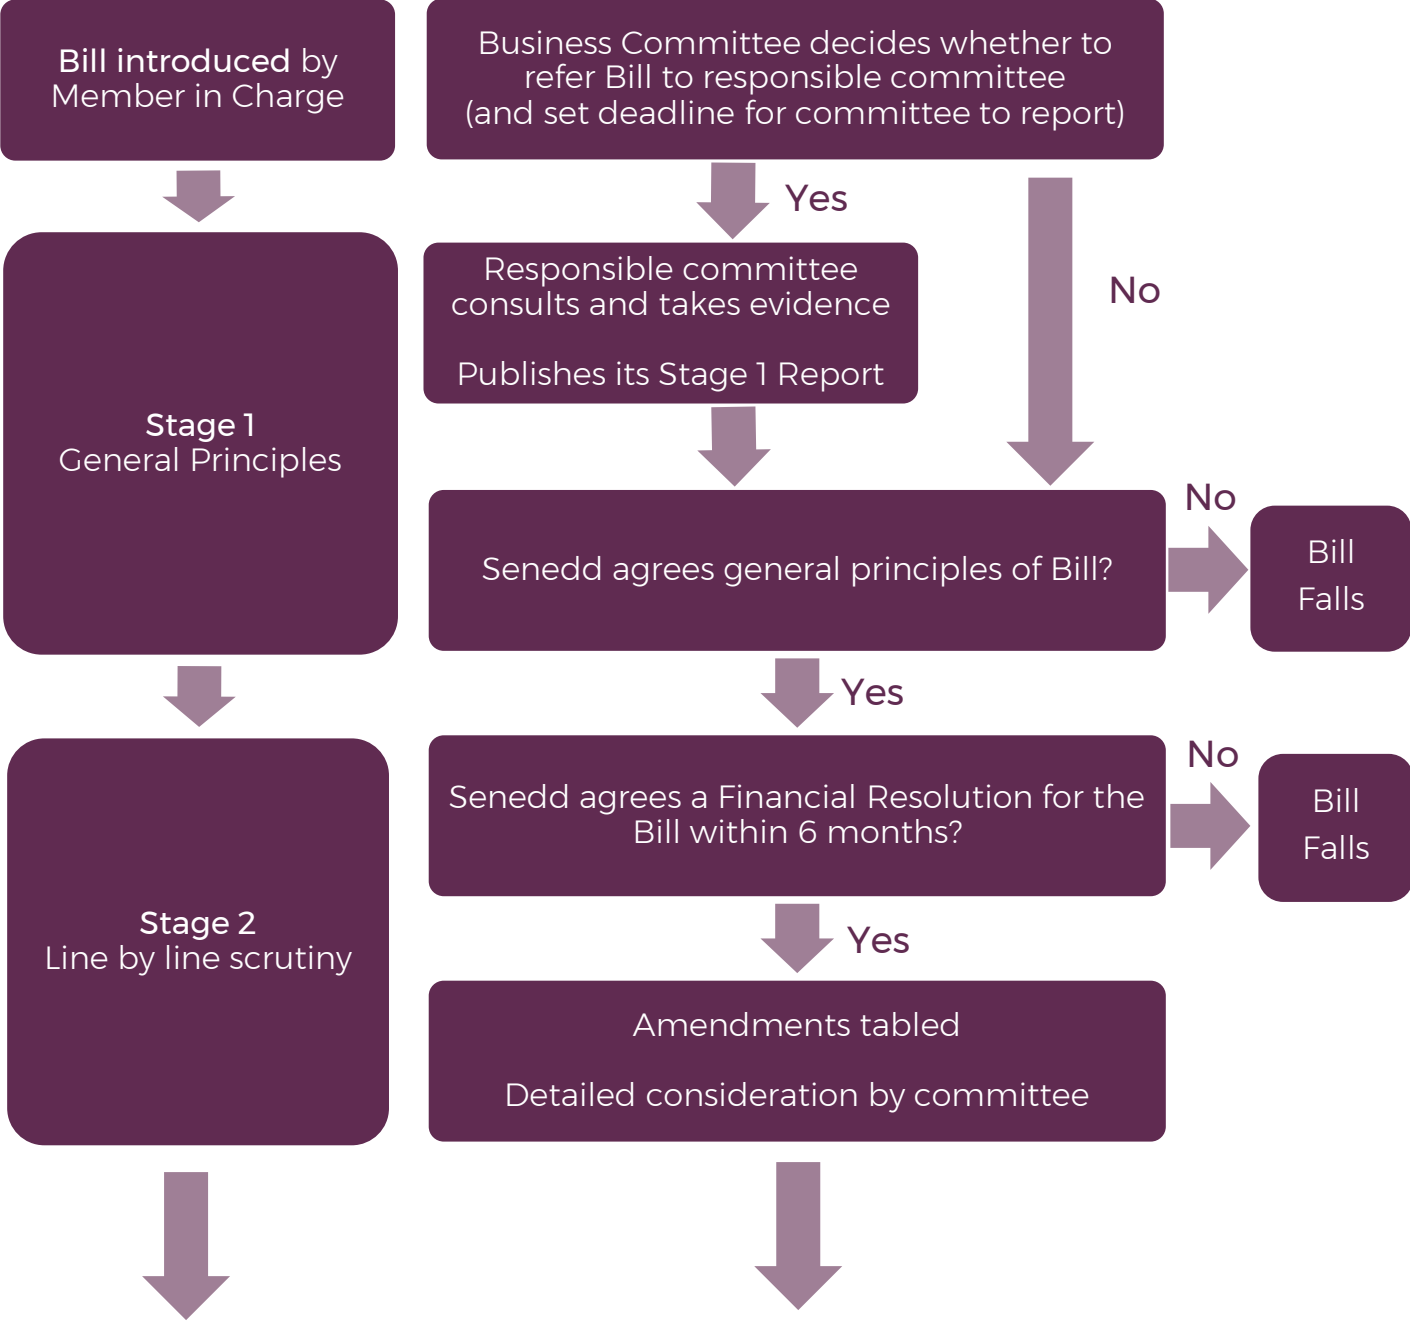 Bill introduced by
Member in Charge
Business Committee decides whether to
refer Bill to responsible committee
(and set deadline for committee to report)
Yes
No
Responsible committee
consults and takes evidence
Publishes its Stage 1 Report
Stage 1
General Principles
Senedd agrees general principles of Bill?
No
Bill
Falls
Yes
Senedd agrees a Financial Resolution for the
Bill within 6 months?
No
Bill
Falls
Yes
Stage 2
Line by line scrutiny
Amendments tabled
Detailed consideration by committee